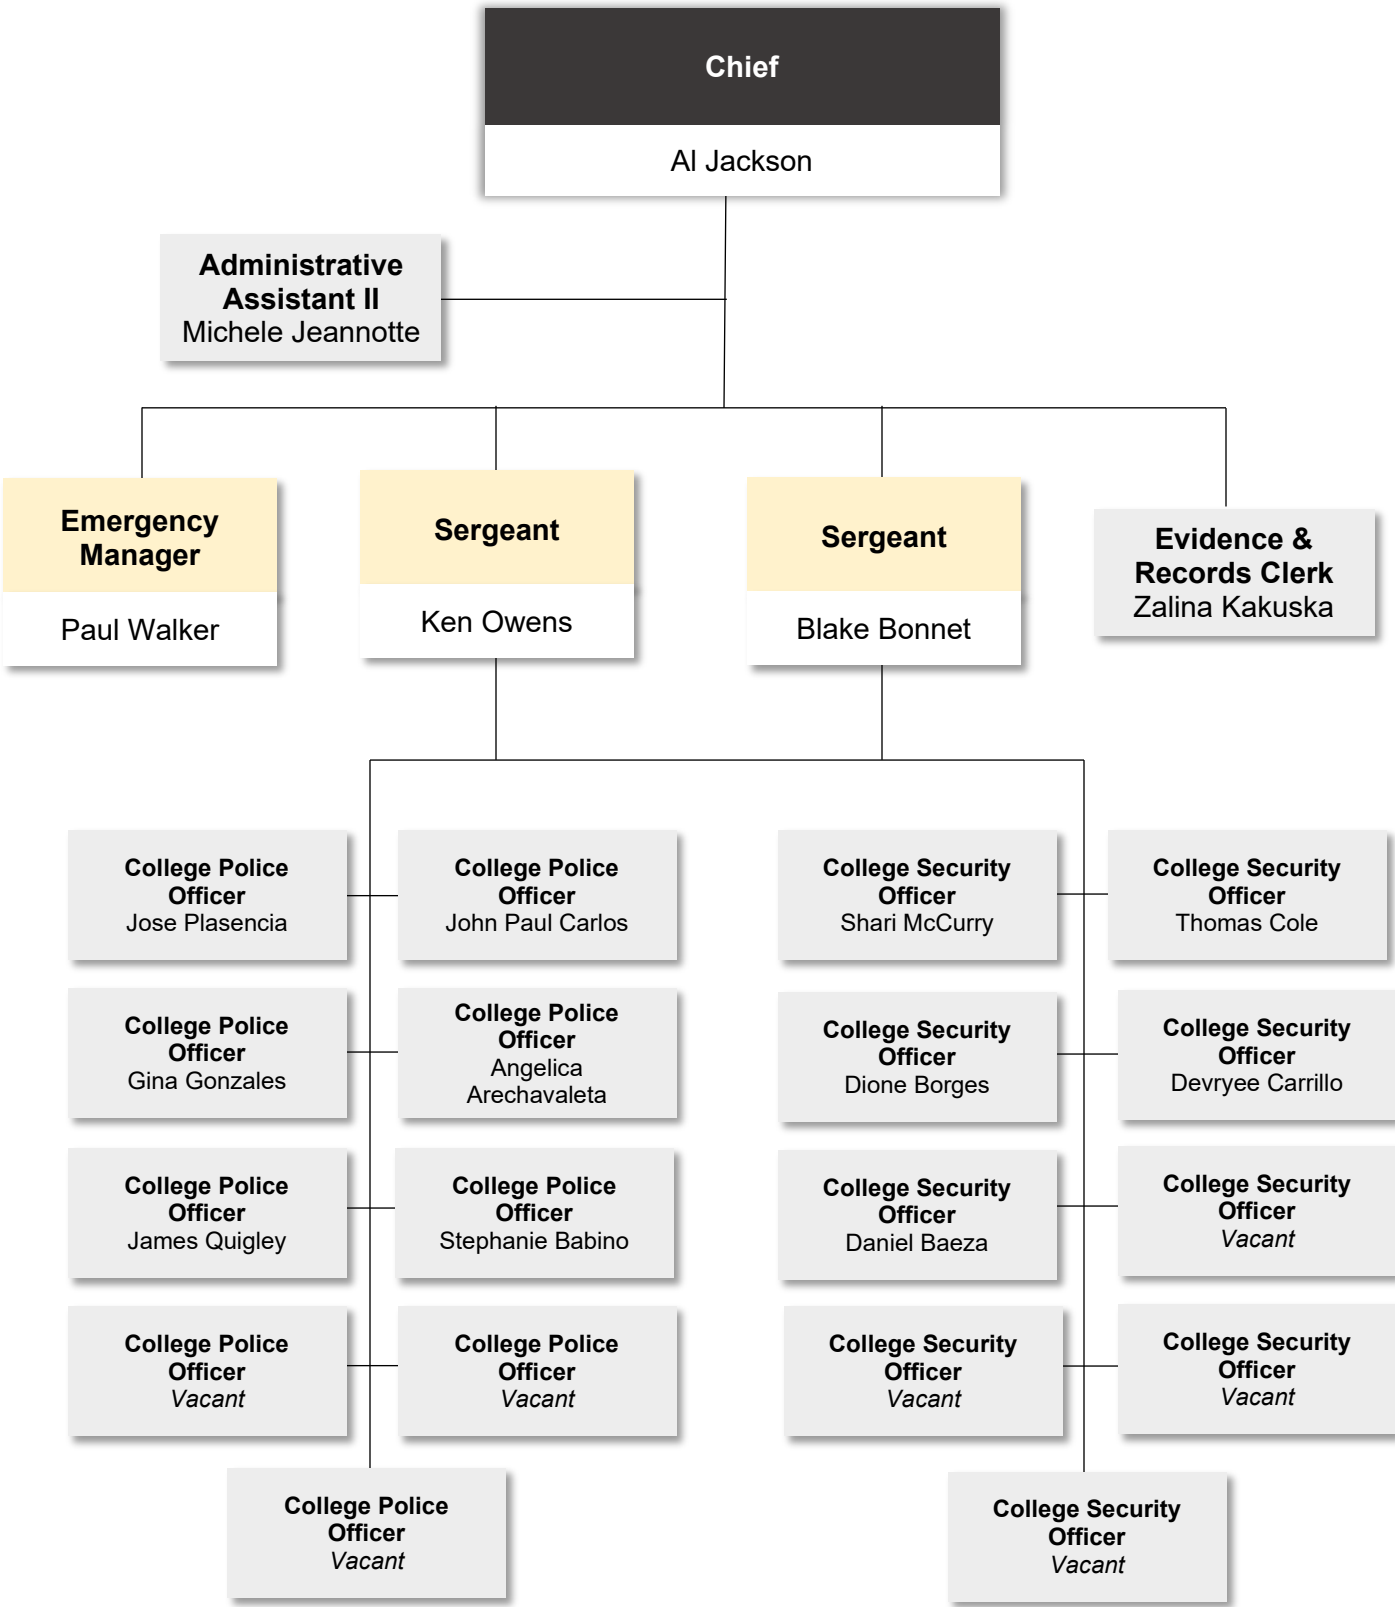 Chief
Al Jackson
Administrative
Assistant II
Michele Jeannotte
Emergency
Manager
Paul Walker
Sergeant
Ken Owens
Sergeant
Blake Bonnet
Evidence &
Records Clerk
Zalina Kakuska
College Police
Officer
Jose Plasencia
College Police
Officer
John Paul Carlos
College Security
Officer
Shari McCurry
College Security
Officer
Thomas Cole
College Police
Officer
Gina Gonzales
College Police
Officer
Angelica
Arechavaleta
College Security
Officer
Dione Borges
College Security
Officer
Devryee Carrillo
College Police
Officer
James Quigley
College Police
Officer
Stephanie Babino
College Security
Officer
Daniel Baeza
College Security
Officer
Vacant
College Police
Officer
Vacant
College Police
Officer
Vacant
College Security
Officer
Vacant
College Security
Officer
Vacant
College Police
Officer
Vacant
College Security
Officer
Vacant